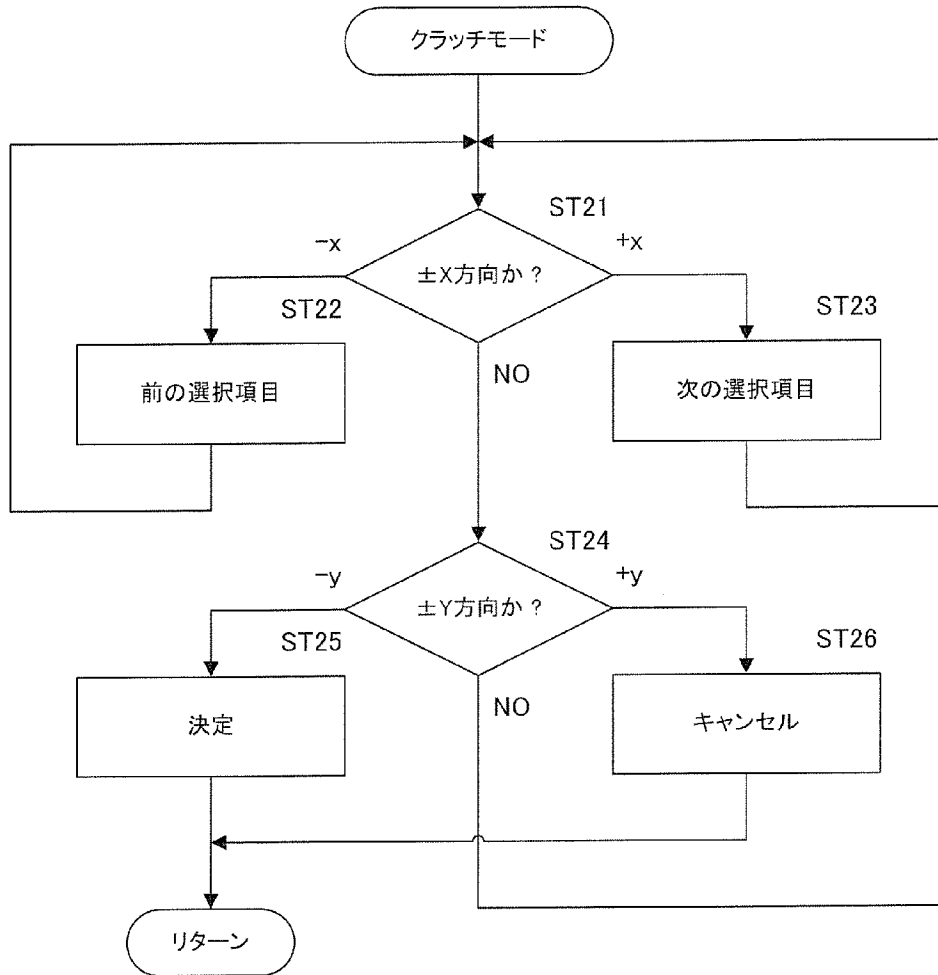 クラッチモード
ST21
−x
+x
±X方向か？
ST22
ST23
前の選択項目
NO
次の選択項目
ST24
−y
+y
±Y方向か？
ST25
ST26
決定
NO
キャンセル
リターン